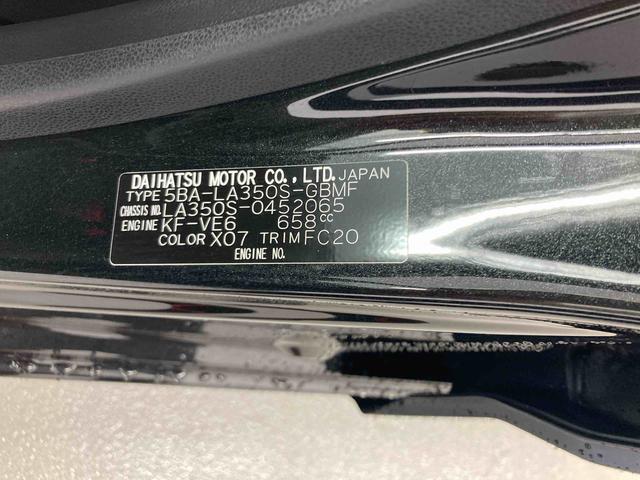 DAIHATSU MOTOR CO.,LTD. JAPAN
TYPE 5BA-LA350S-GBMF
CHASSIS NO. LA350S-0452065
ENGINE KF-VE6 658CC
COLOR X07 TRIM FC20
ENGINE NO.